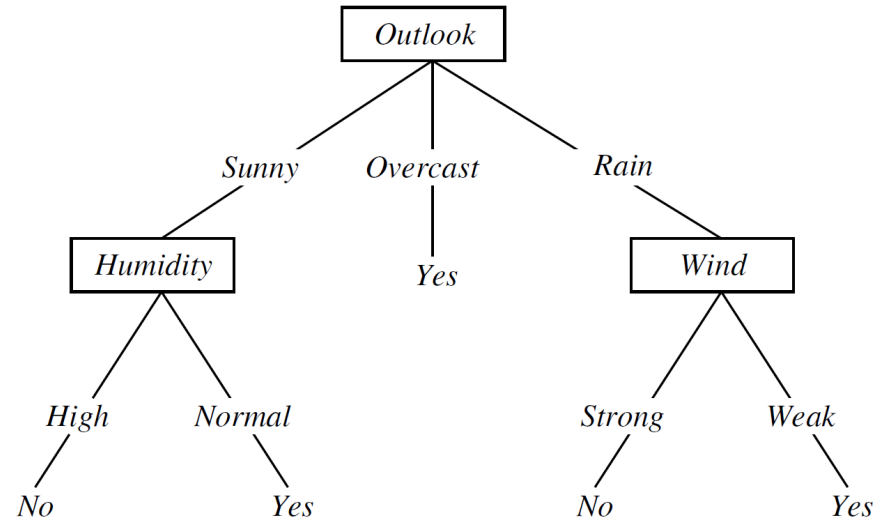 Outlook
Sunny Overcast Rain
Humidity Yes Wind
High Normal Strong Weak
No Yes No Yes